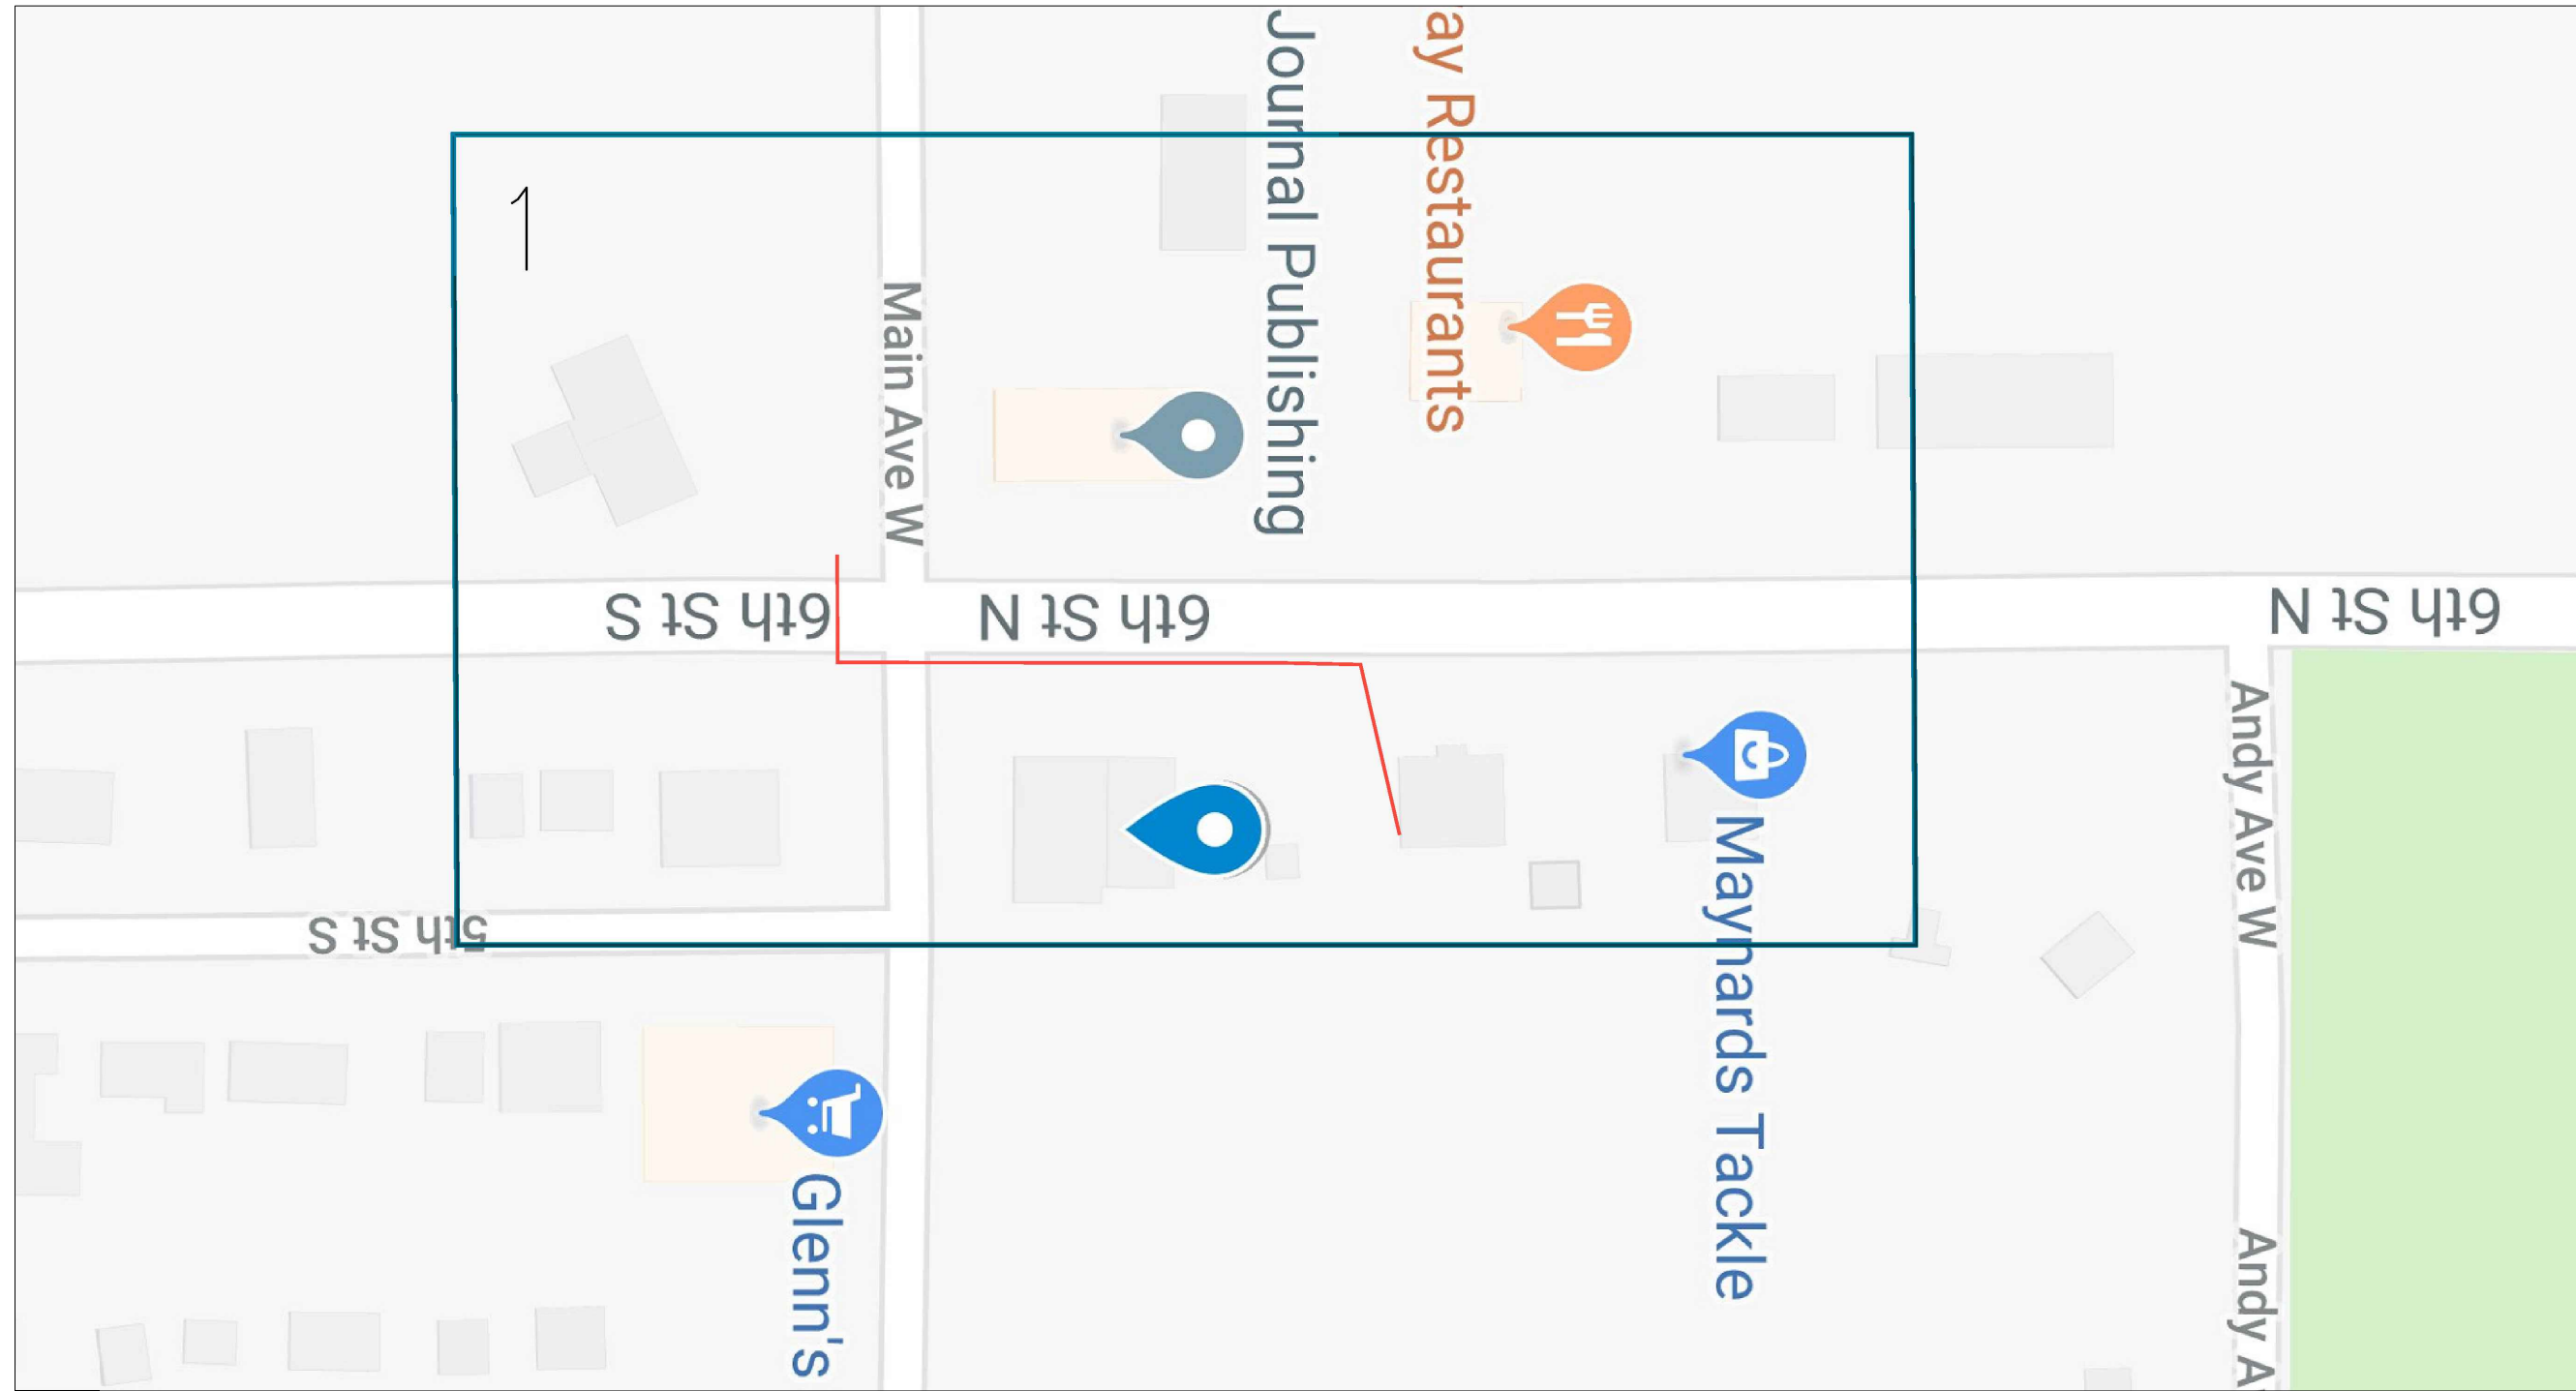 Journal Publishing
ay Restaurants
1
Main Ave W
6th St S
6th St N
6th St N
Andy Ave W
5th St S
Maynards Tackle
Glenn's
Andy A